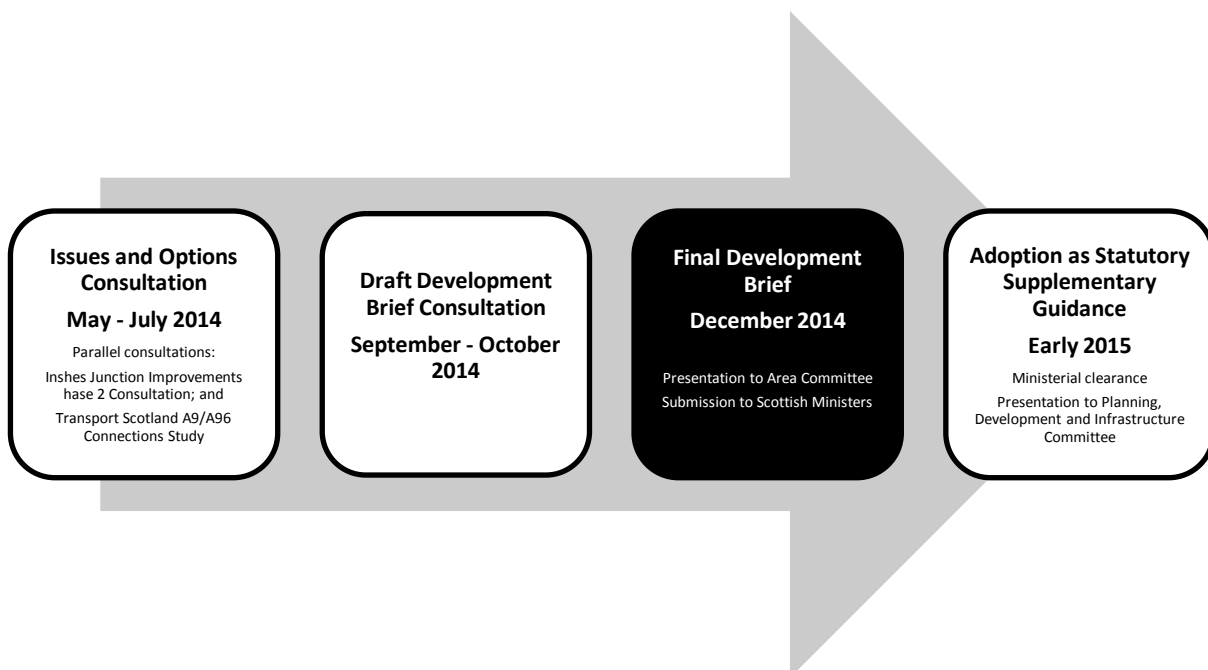 Issues and Options
Consultation
May - July 2014
Parallel consultations:
Inshes Junction Improvements
hase 2 Consultation; and
Transport Scotland A9/A96
Connections Study
Draft Development
Brief Consultation
September - October
2014
Final Development
Brief
December 2014
Presentation to Area Committee
Submission to Scottish Ministers
Adoption as Statutory
Supplementary
Guidance
Early 2015
Ministerial clearance
Presentation to Planning,
Development and Infrastructure
Committee